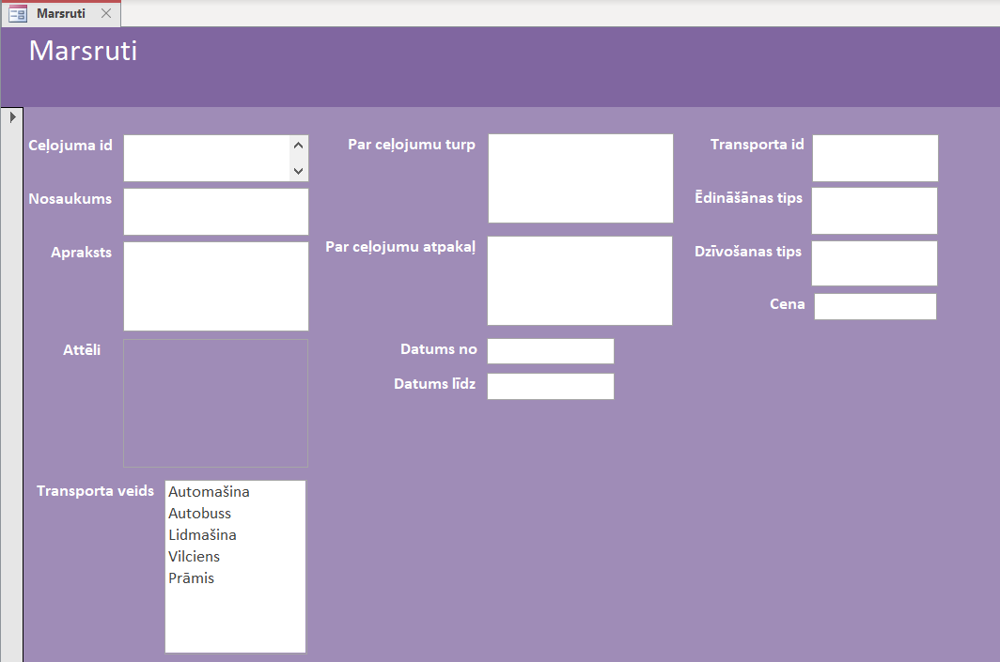 Marsruti
Marsruti
Ceļojuma id
Nosaukums
Apraksts
Attēli
Transporta veids
Automašina
Autobuss
Lidmašina
Vilciens
Prāmis
Par ceļojumu turp
Par ceļojumu atpakaļ
Datums no
Datums līdz
Transporta id
Ēdināšānas tips
Dzīvošanas tips
Cena